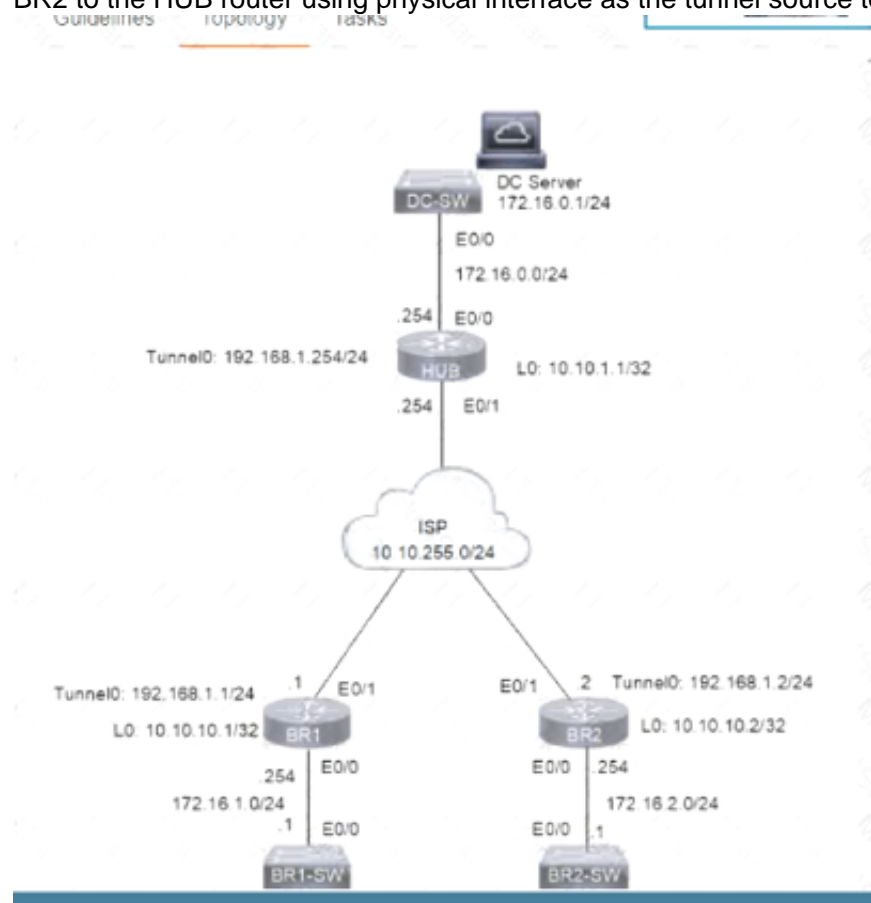 BR2 to the HUB router using physical interface as the tunnel source to
Guidelines Topology Tasks
DC Server
DC-SW 172.16.0.1/24
E0/0
172.16.0.0/24
.254 E0/0
Tunnel0: 192.168.1.254/24
HUB L0: 10.10.1.1/32
.254 E0/1
ISP
10.10.255.0/24
.1 E0/1 E0/1 .2 Tunnel0: 192.168.1.2/24
Tunnel0: 192.168.1.1/24
L0: 10.10.10.1/32 BR1 BR2 L0: 10.10.10.2/32
.254 E0/0 E0/0 .254
172.16.1.0/24 172.16.2.0/24
.1 E0/0 E0/0 .1
BR1-SW BR2-SW